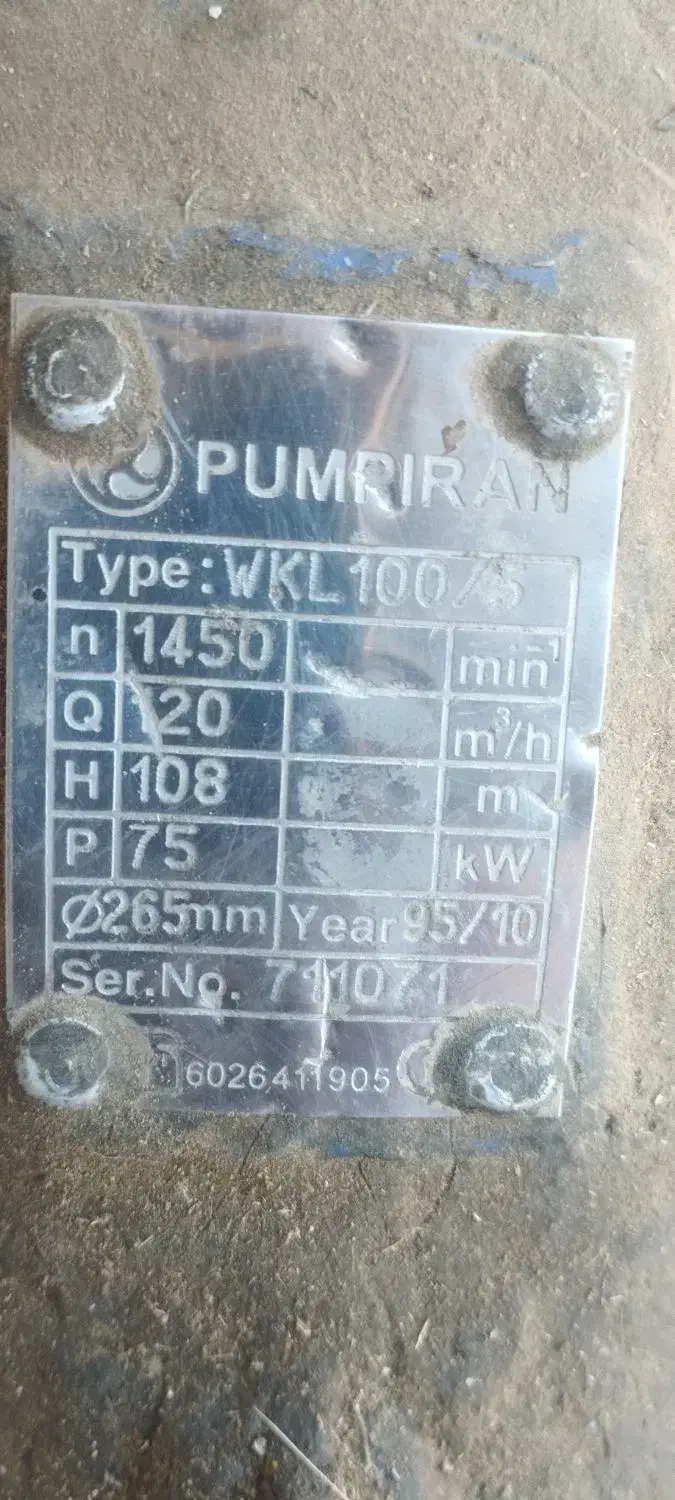 PUMPIRAN
Type: WKL 100/5
n 1450 min⁻¹
Q 120 m³/h
H 108 m
P 75 kW
Ø265mm Year 95/10
Ser.No. 711071
6026411905